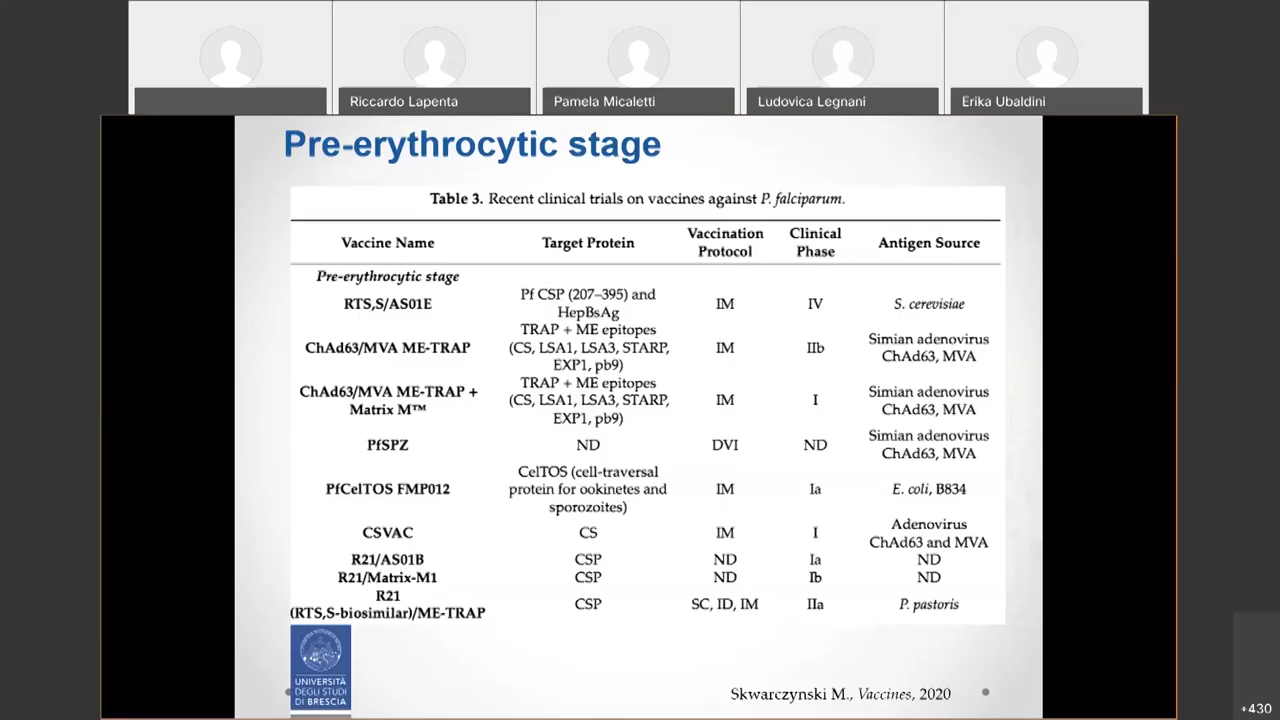 Riccardo Lapenta
Pamela Micaletti
Ludovica Legnani
Erika Ubaldini
Pre-erythrocytic stage
Table 3. Recent clinical trials on vaccines against P. falciparum.
Vaccine Name Target Protein Vaccination Protocol Clinical Phase Antigen Source
Pre-erythrocytic stage
RTS,S/AS01E Pf CSP (207–395) and HepBsAg IM IV S. cerevisiae
ChAd63/MVA ME-TRAP TRAP + ME epitopes (CS, LSA1, LSA3, STARP, EXP1, pb9) IM IIb Simian adenovirus ChAd63, MVA
ChAd63/MVA ME-TRAP + Matrix M™ TRAP + ME epitopes (CS, LSA1, LSA3, STARP, EXP1, pb9) IM I Simian adenovirus ChAd63, MVA
PfSPZ ND DVI ND Simian adenovirus ChAd63, MVA
PfCelTOS FMP012 CelTOS (cell-traversal protein for ookinetes and sporozoites) IM Ia E. coli, B834
CSVAC CS IM I Adenovirus ChAd63 and MVA
R21/AS01B CSP ND Ia ND
R21/Matrix-M1 CSP ND Ib ND
R21 (RTS,S-biosimilar)/ME-TRAP CSP SC, ID, IM IIa P. pastoris
UNIVERSITÀ
DEGLI STUDI
DI BRESCIA
Skwarczynski M., Vaccines, 2020
+430